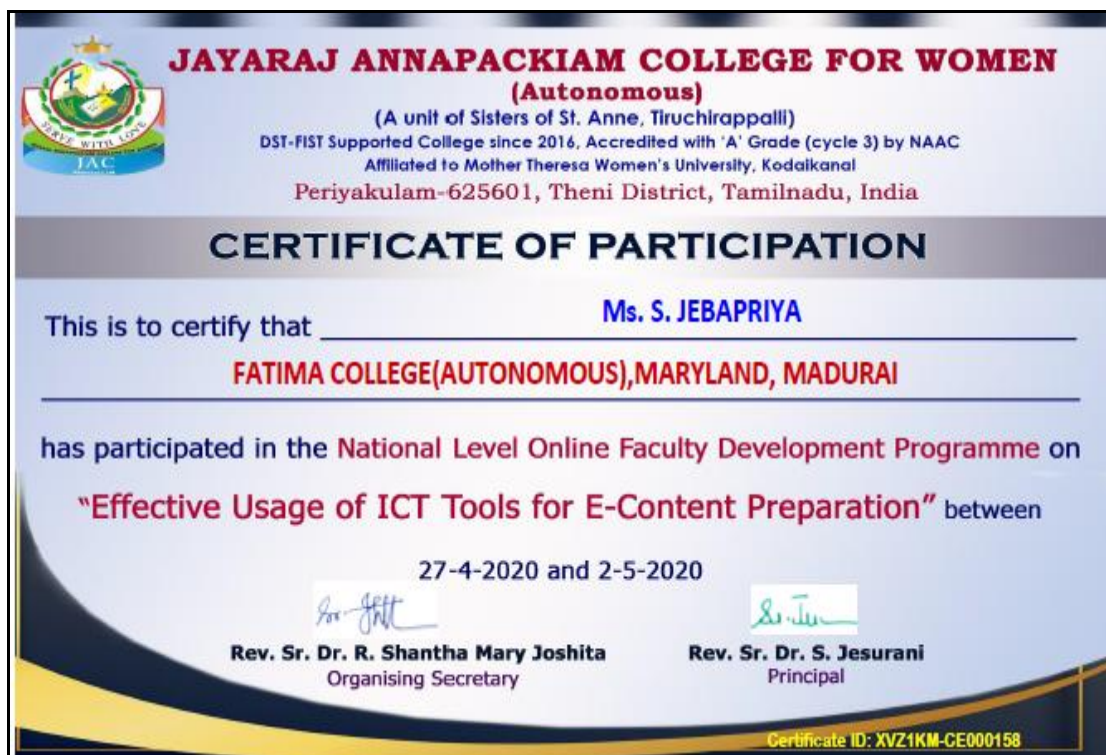 JAYARAJ ANNAPACKIAM COLLEGE FOR WOMEN
(Autonomous)
(A unit of Sisters of St. Anne, Tiruchirappalli)
DST-FIST Supported College since 2016, Accredited with 'A' Grade (cycle 3) by NAAC
Affiliated to Mother Theresa Women's University, Kodaikanal
Periyakulam-625601, Theni District, Tamilnadu, India
SERVE WITH LOVE
JAC
CERTIFICATE OF PARTICIPATION
This is to certify that Ms. S. JEBAPRIYA
FATIMA COLLEGE(AUTONOMOUS),MARYLAND, MADURAI
has participated in the National Level Online Faculty Development Programme on
"Effective Usage of ICT Tools for E-Content Preparation" between
27-4-2020 and 2-5-2020
Rev. Sr. Dr. R. Shantha Mary Joshita Rev. Sr. Dr. S. Jesurani
Organising Secretary Principal
Certificate ID: XVZ1KM-CE000158